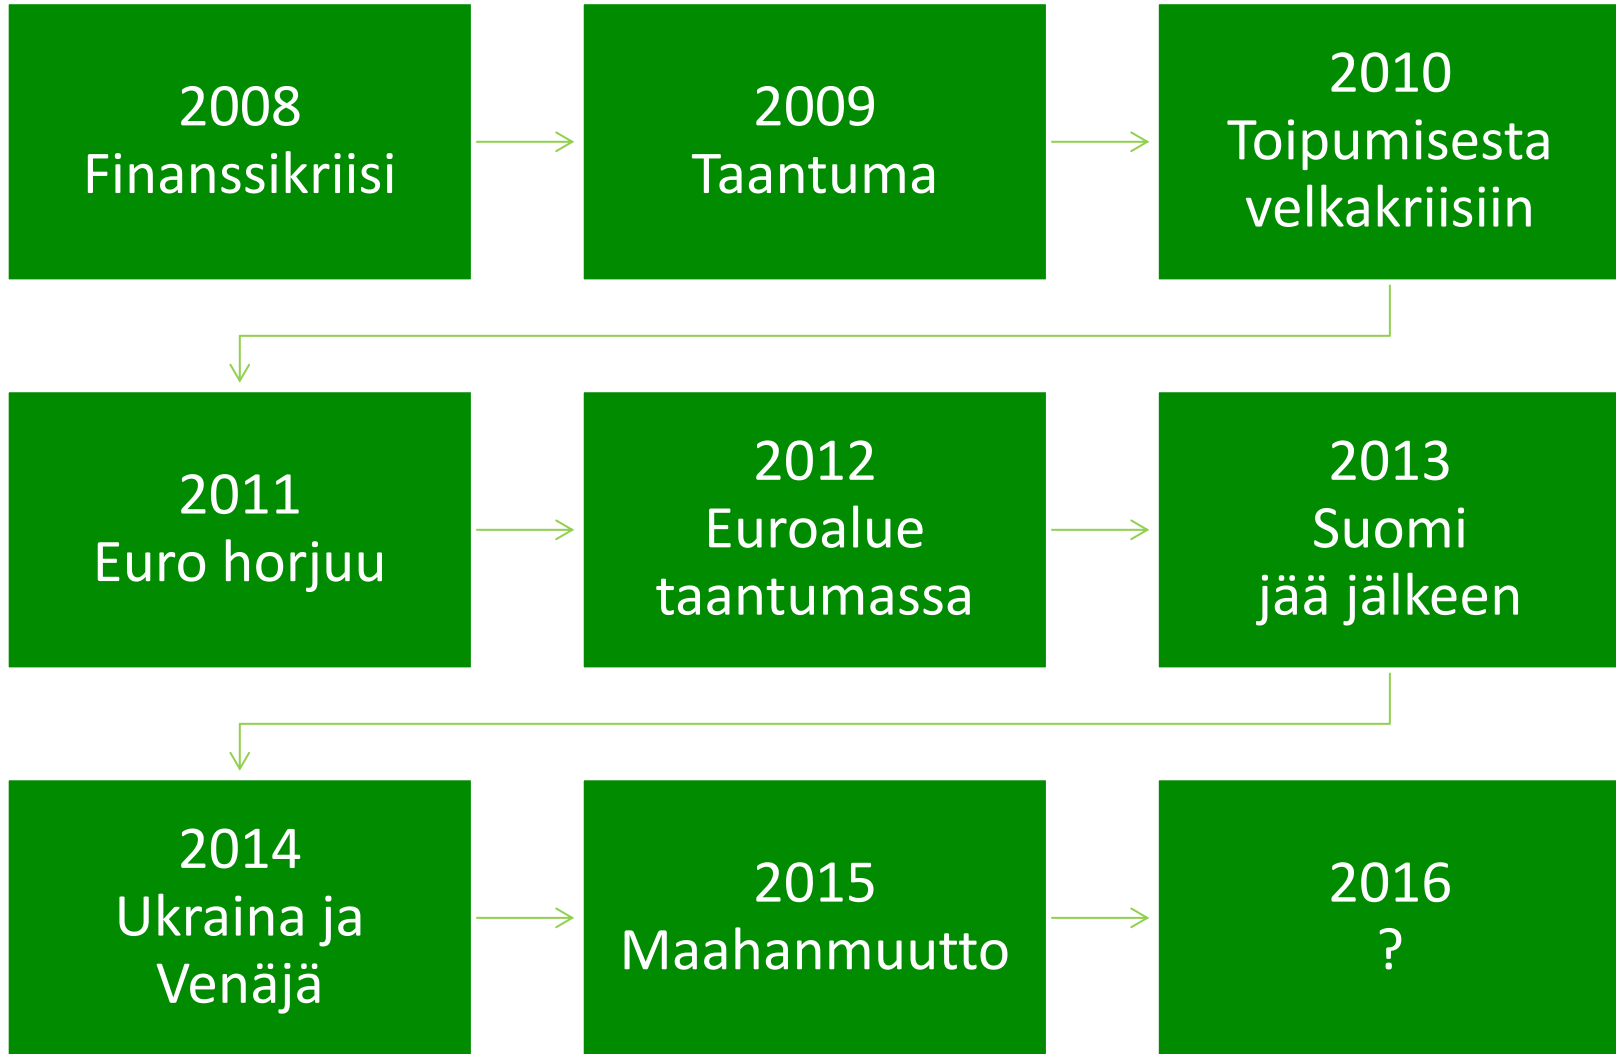 2008
Finanssikriisi
2009
Taantuma
2010
Toipumisesta
velkakriisiin
2011
Euro horjuu
2012
Euroalue
taantumassa
2013
Suomi
jää jälkeen
2014
Ukraina ja
Venäjä
2015
Maahanmuutto
2016
?